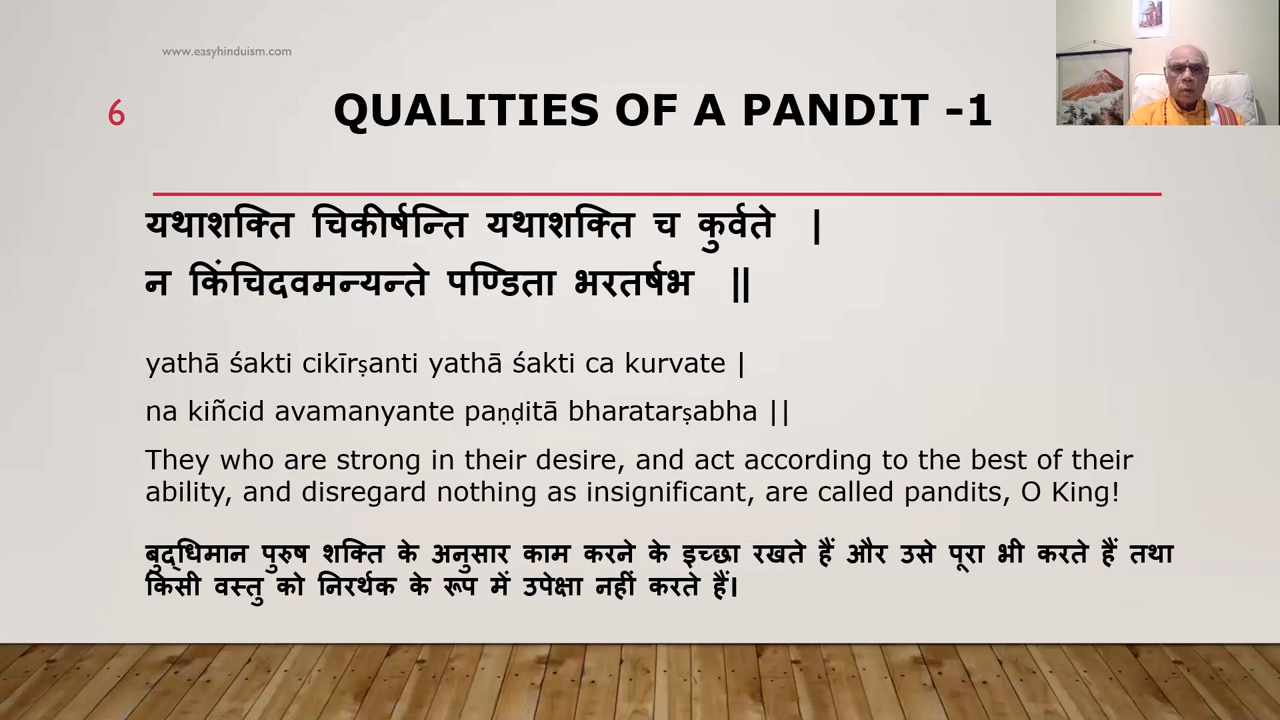 www.easyhinduism.com
6
QUALITIES OF A PANDIT -1
यथाशक्ति चिकीर्षन्ति यथाशक्ति च कुर्वते |
न किंचिदवमन्यन्ते पण्डिता भरतर्षभ ||
yathā śakti cikīrṣanti yathā śakti ca kurvate |
na kiñcid avamanyante paṇḍitā bharatarṣabha ||
They who are strong in their desire, and act according to the best of their
ability, and disregard nothing as insignificant, are called pandits, O King!
बुद्धिमान पुरुष शक्ति के अनुसार काम करने के इच्छा रखते हैं और उसे पूरा भी करते हैं तथा
किसी वस्तु को निरर्थक के रूप में उपेक्षा नहीं करते हैं।